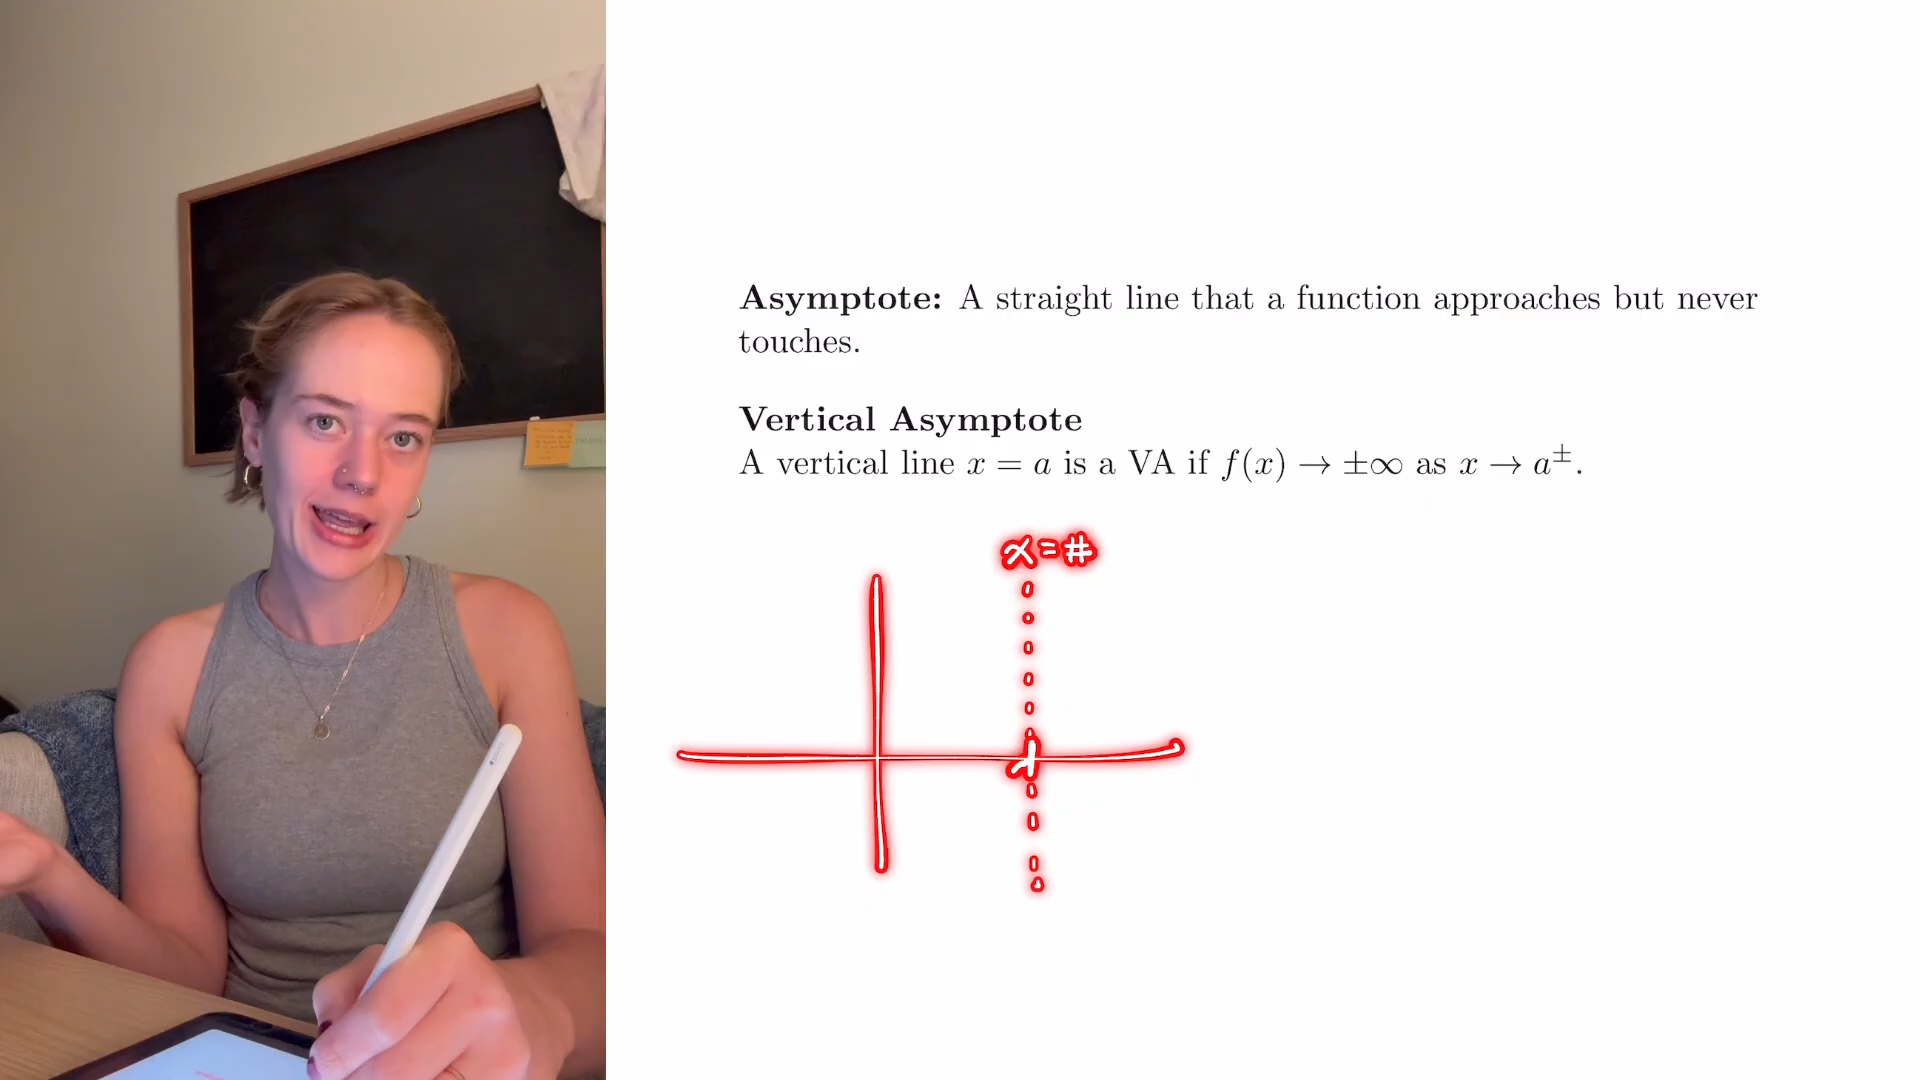 Asymptote: A straight line that a function approaches but never
touches.
Vertical Asymptote
A vertical line x = a is a VA if f(x) → ±∞ as x → a^±.
x = #